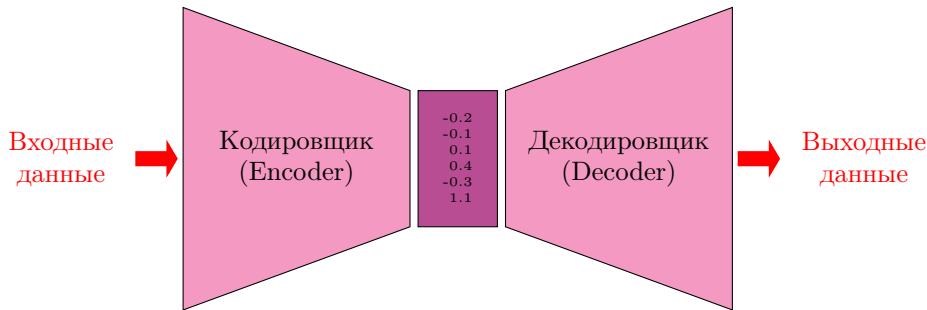 Входные
данные
Кодировщик
(Encoder)
-0.2
-0.1
0.1
0.4
-0.3
1.1
Декодировщик
(Decoder)
Выходные
данные